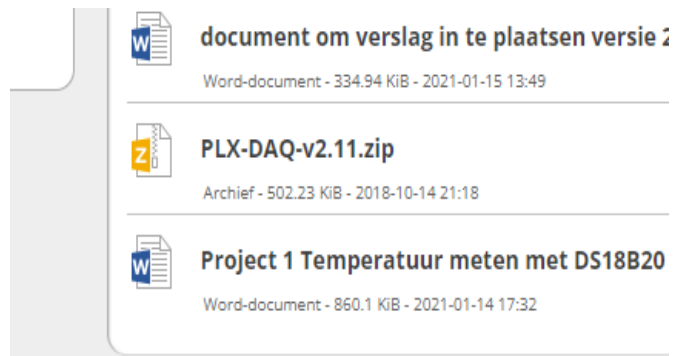 document om verslag in te plaatsen versie 2
Word-document - 334.94 KiB - 2021-01-15 13:49
PLX-DAQ-v2.11.zip
Archief - 502.23 KiB - 2018-10-14 21:18
Project 1 Temperatuur meten met DS18B20
Word-document - 860.1 KiB - 2021-01-14 17:32